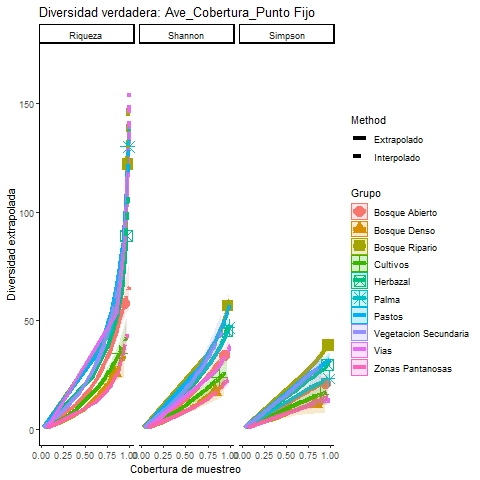 Diversidad verdadera: Ave_Cobertura_Punto Fijo
Riqueza Shannon Simpson
Diversidad extrapolada
150
100
50
0
0.00 0.25 0.50 0.75 1.00 0.00 0.25 0.50 0.75 1.00 0.00 0.25 0.50 0.75 1.00
Cobertura de muestreo
Method
Extrapolado
Interpolado
Grupo
Bosque Abierto
Bosque Denso
Bosque Ripario
Cultivos
Herbazal
Palma
Pastos
Vegetacion Secundaria
Vias
Zonas Pantanosas